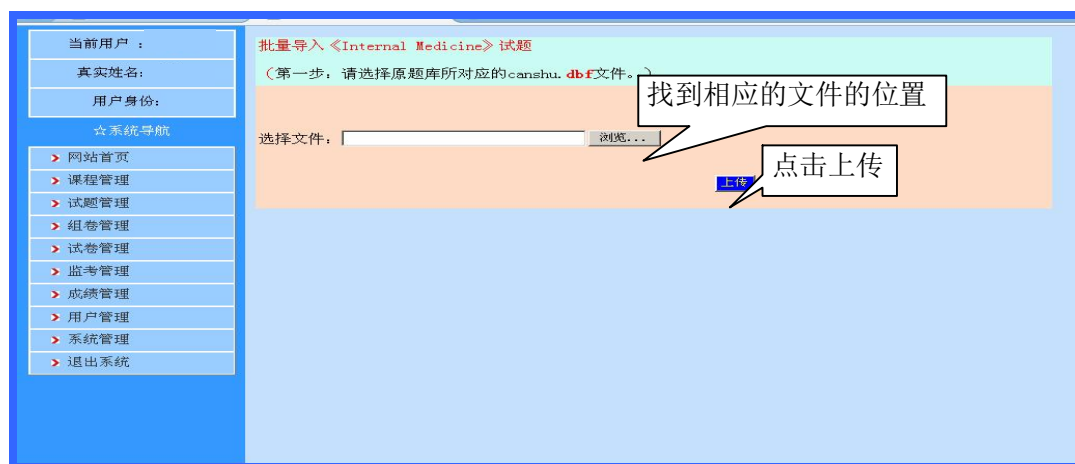 当前用户 ：
真实姓名:
用户身份:
☆系统导航
网站首页
课程管理
试题管理
组卷管理
试卷管理
监考管理
成绩管理
用户管理
系统管理
退出系统
批量导入《Internal Medicine》试题
（第一步：请选择原题库所对应的canshu.dbf文件。）
找到相应的文件的位置
选择文件：
浏览...
点击上传
上传